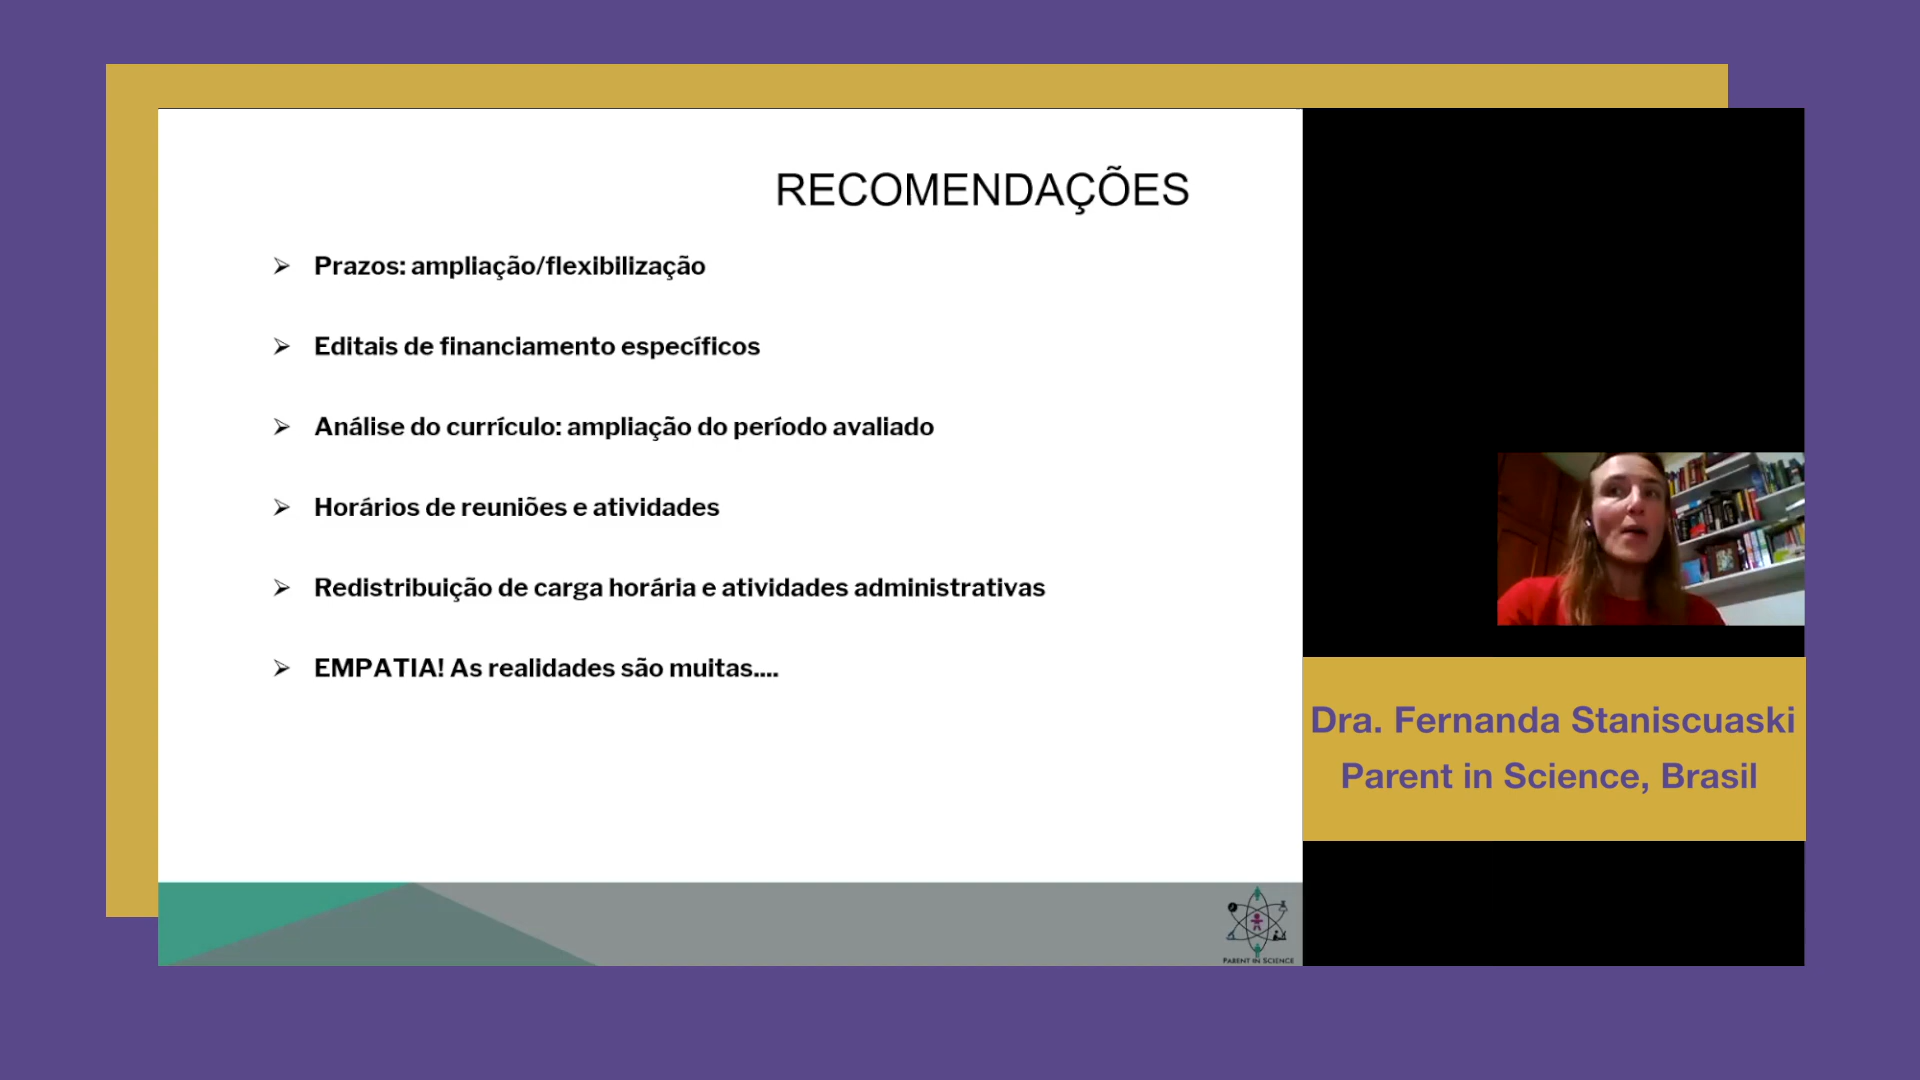 RECOMENDAÇÕES
Prazos: ampliação/flexibilização
Editais de financiamento específicos
Análise do currículo: ampliação do período avaliado
Horários de reuniões e atividades
Redistribuição de carga horária e atividades administrativas
EMPATIA! As realidades são muitas....
Dra. Fernanda Staniscuaski
Parent in Science, Brasil
PARENT IN SCIENCE